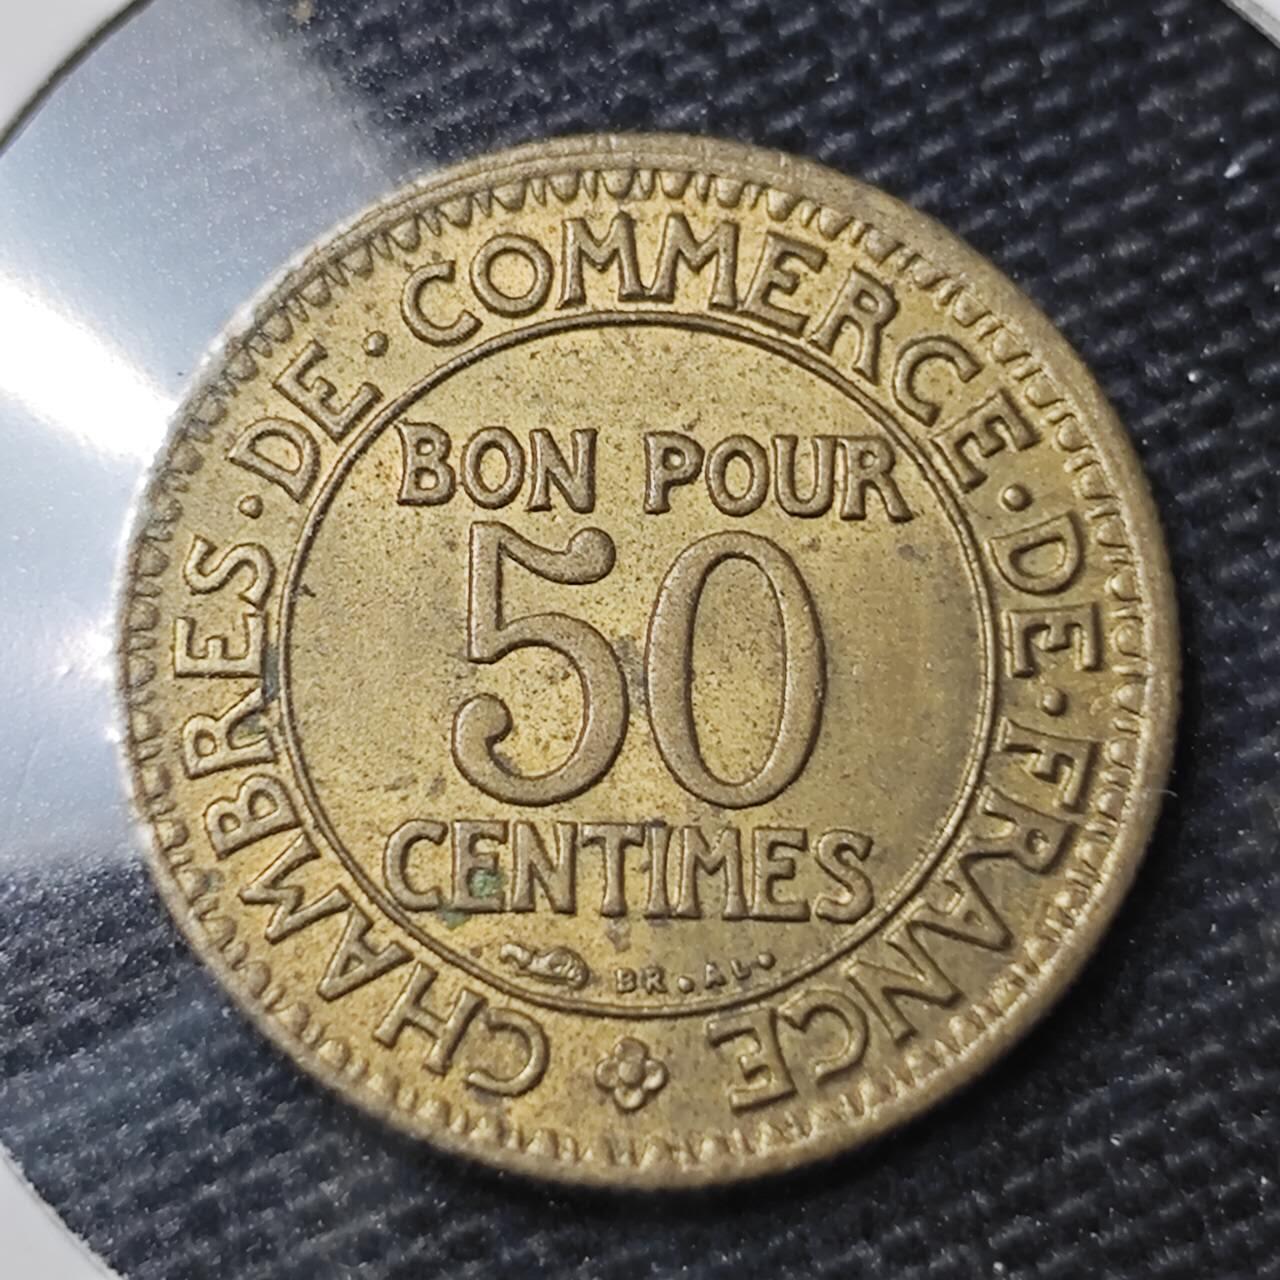 CHAMBRES·DE·COMMERCE·DE·FRANCE
BON POUR
50
CENTIMES
BR.AL.